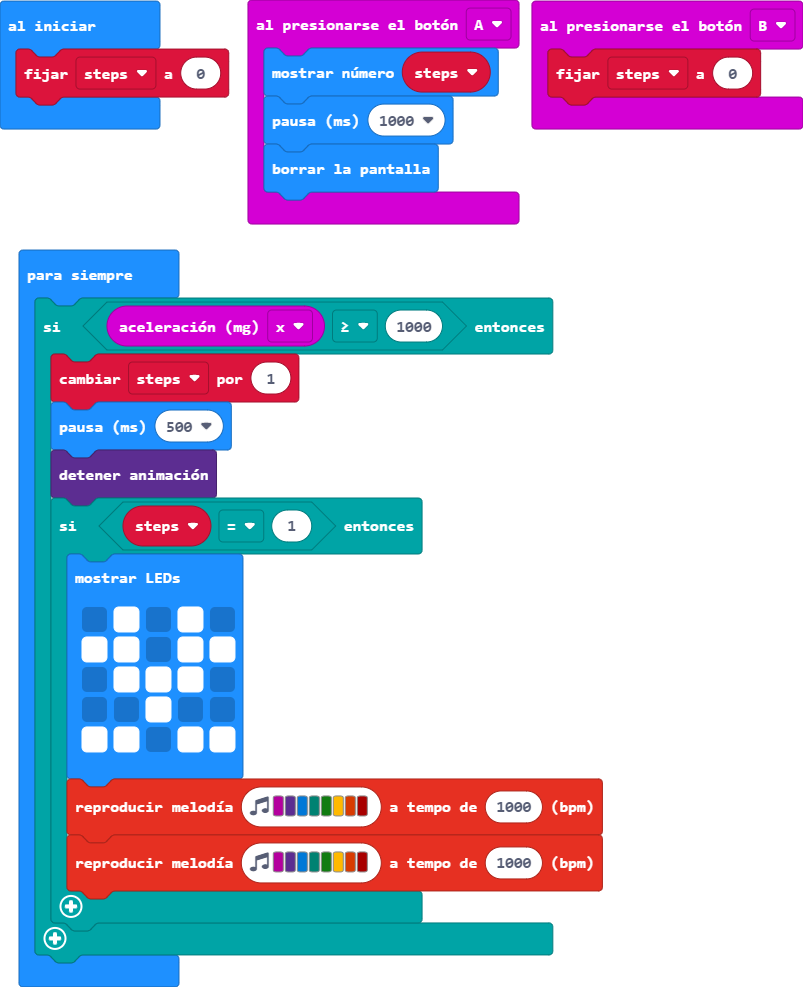 al iniciar
fijar steps a 0
al presionarse el botón A
mostrar número steps
pausa (ms) 1000
borrar la pantalla
al presionarse el botón B
fijar steps a 0
para siempre
si aceleración (mg) x ≥ 1000 entonces
cambiar steps por 1
pausa (ms) 500
detener animación
si steps = 1 entonces
mostrar LEDs
reproducir melodía a tempo de 1000 (bpm)
reproducir melodía a tempo de 1000 (bpm)